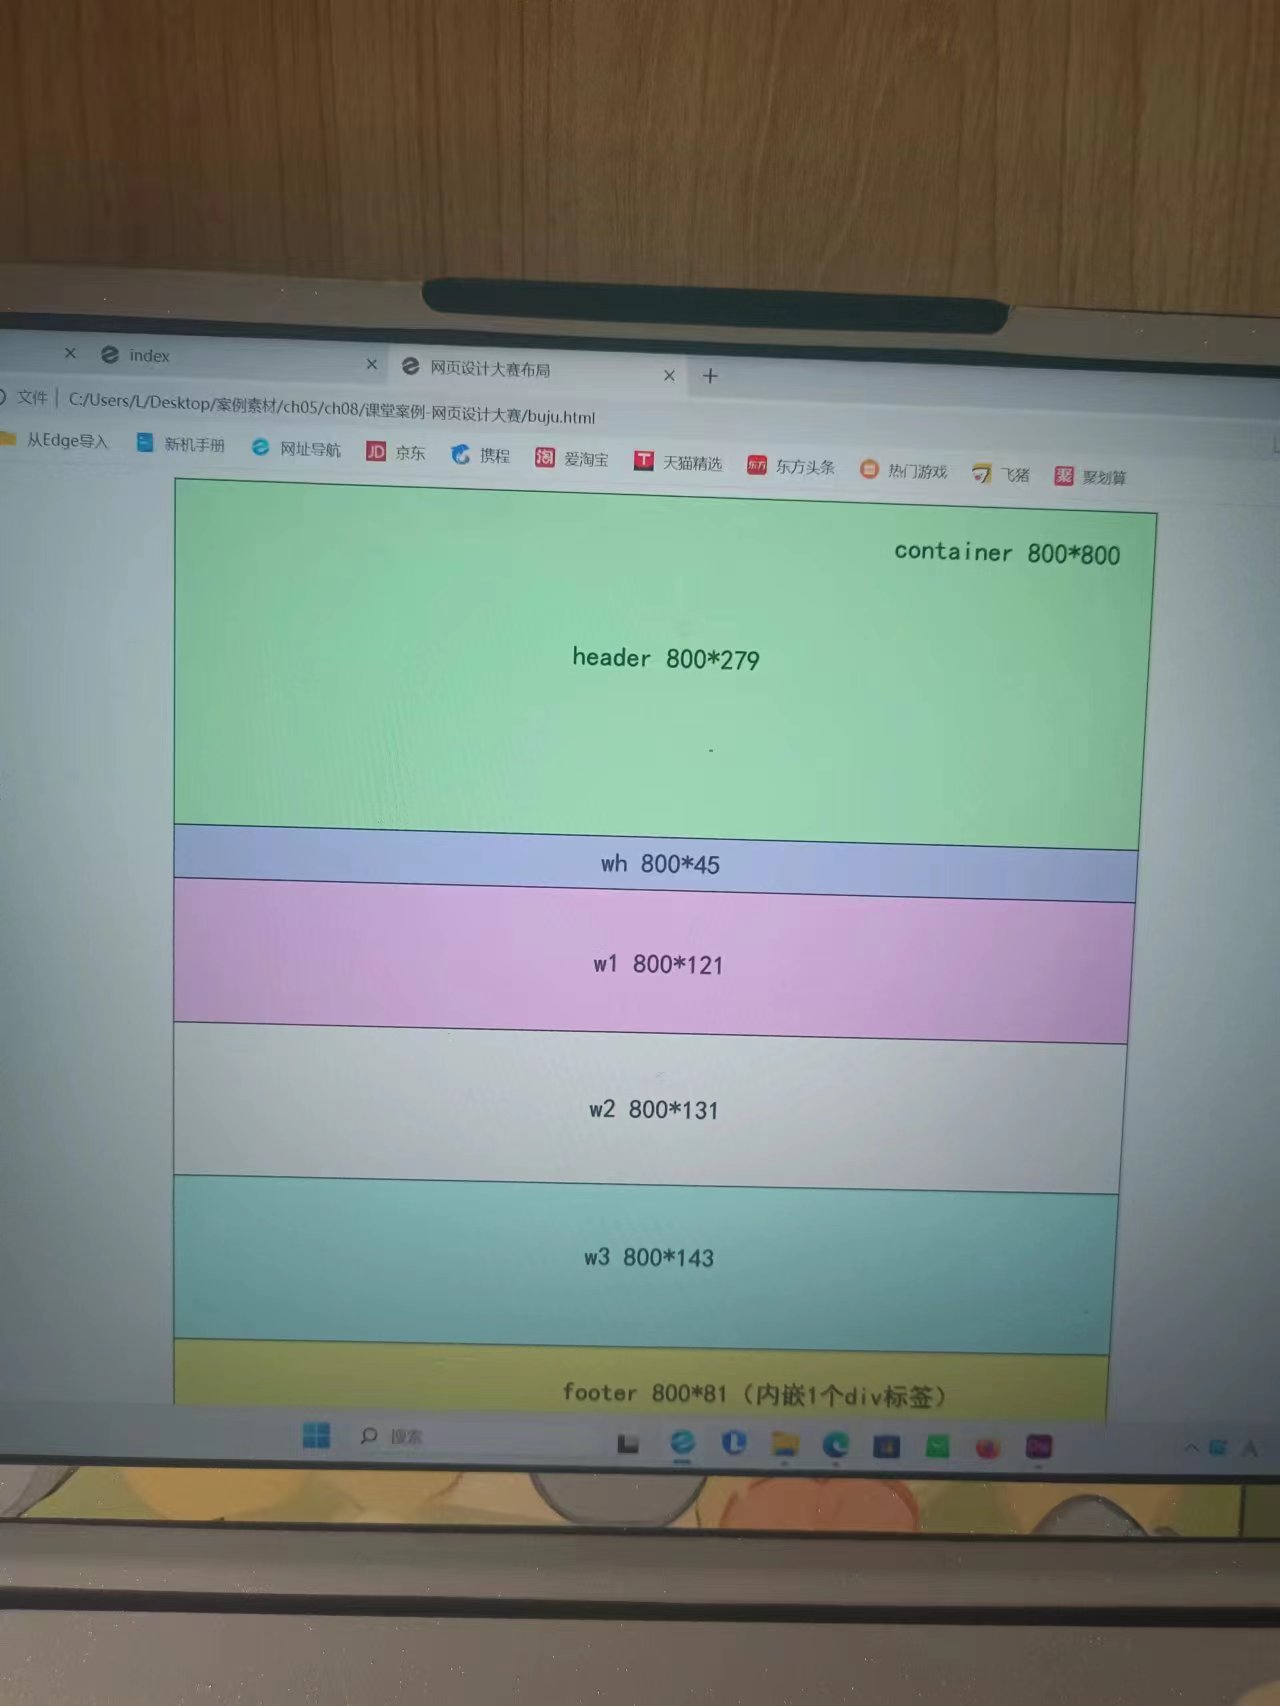 index
网页设计大赛布局
文件 C:/Users/L/Desktop/案例素材/ch05/ch08/课堂案例-网页设计大赛/buju.html
从Edge导入 新机手册 网址导航 JD 京东 携程 淘 爱淘宝 T 天猫精选 东方 东方头条 热门游戏 飞猪 聚 聚划算
container 800*800
header 800*279
wh 800*45
w1 800*121
w2 800*131
w3 800*143
footer 800*81（内嵌1个div标签）
搜索
A